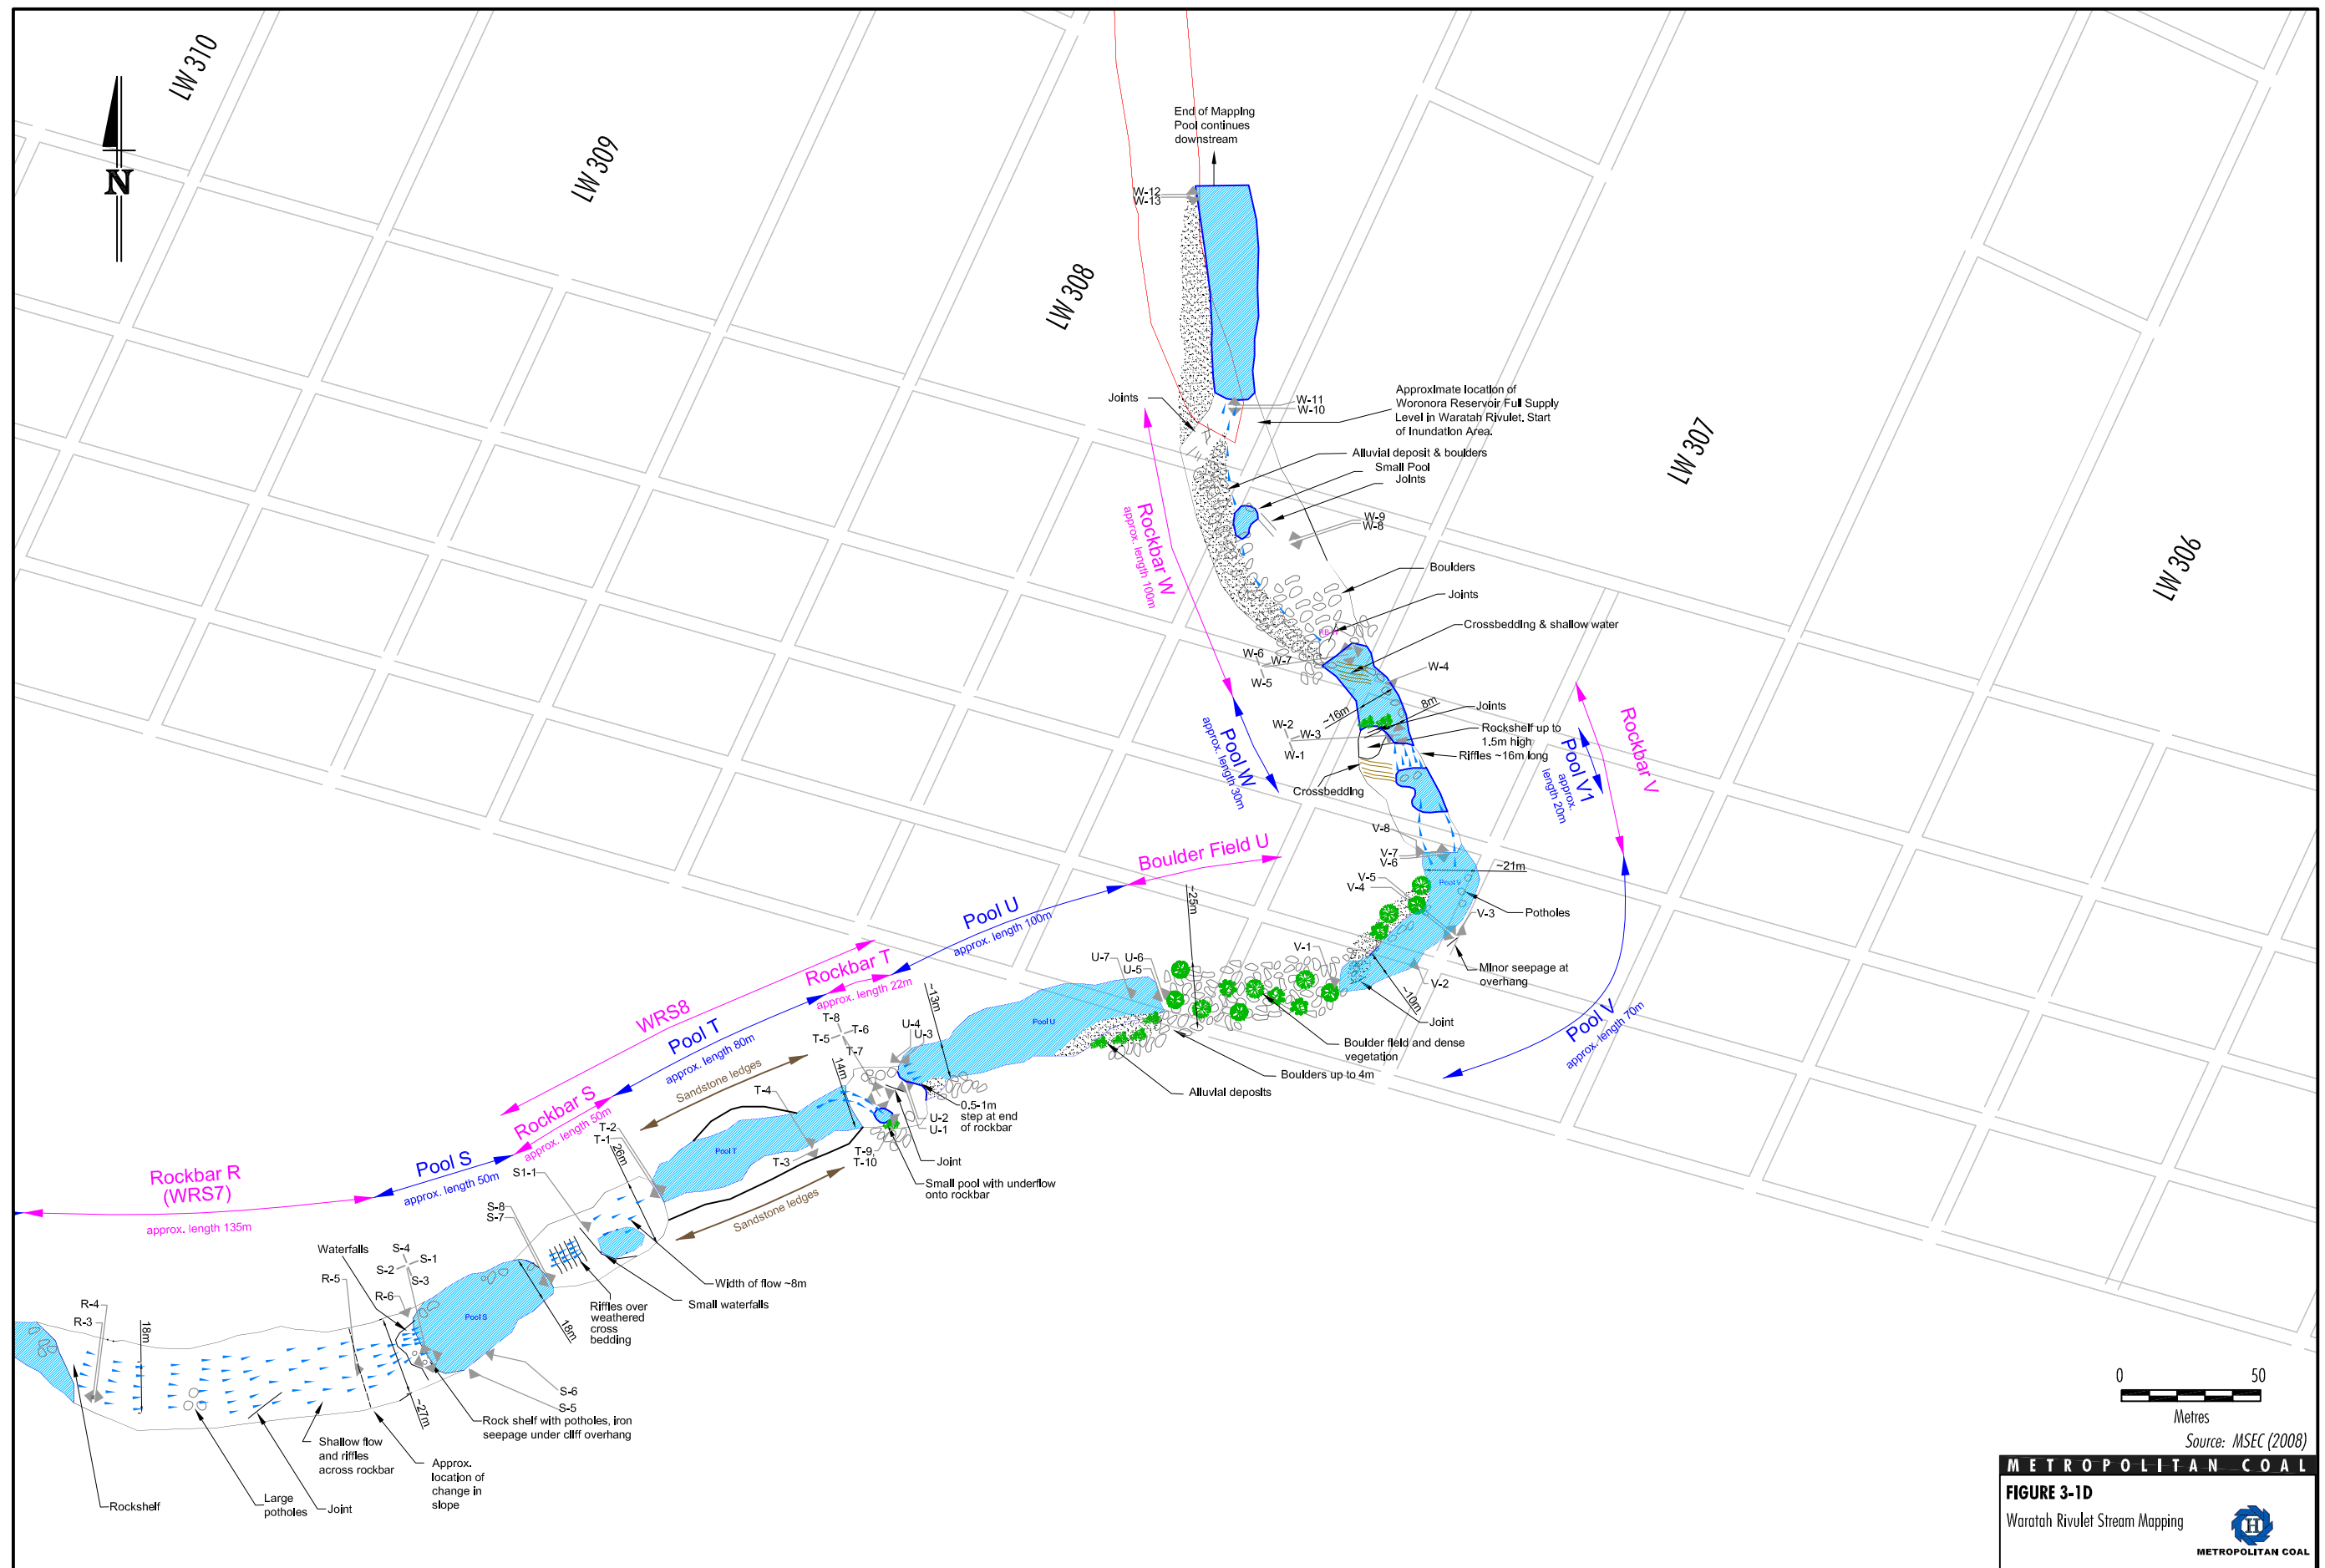 LW 310
LW 309
LW 308
LW 307
LW 306
N
End of Mapping
Pool continues
downstream
W-12
W-13
Joints
W-11
W-10
Approximate location of
Woronora Reservoir Full Supply
Level in Waratah Rivulet. Start
of Inundation Area.
Alluvial deposit & boulders
Small Pool
Joints
W-9
W-8
Rockbar W
approx. length 100m
Boulders
Joints
Crossbedding & shallow water
W-6
W-7
W-5
W-4
~16m
8m
Joints
W-2
W-3
W-1
Rockshelf up to
1.5m high
Riffles ~16m long
Pool W
approx. length 30m
Crossbedding
Rockbar V
Pool V1
approx.
length 20m
V-8
V-7
V-6
~21m
V-5
V-4
Pool V
V-3
Potholes
Boulder Field U
~25m
Pool U
approx. length 100m
V-1
V-2
Minor seepage at
overhang
~10m
Joint
Pool V
approx. length 70m
U-7
U-6
U-5
Boulder field and dense
vegetation
Boulders up to 4m
Alluvial deposits
WRS8
Rockbar T
approx. length 22m
~13m
Pool U
Pool T
approx. length 80m
T-8
T-6
T-5
T-7
U-4
U-3
Sandstone ledges
14m
T-4
0.5-1m
step at end
of rockbar
U-2
U-1
Rockbar S
approx. length 50m
T-2
T-1
26m
Pool T
T-3
T-9,
T-10
Joint
Small pool with underflow
onto rockbar
Sandstone ledges
Rockbar R
(WRS7)
approx. length 135m
Pool S
approx. length 50m
S1-1
S-8
S-7
Waterfalls
S-4
S-1
S-2
S-3
R-5
R-6
Width of flow ~8m
Small waterfalls
Riffles over
weathered
cross
bedding
18m
Pool S
R-4
R-3
18m
~27m
S-6
S-5
Rock shelf with potholes, iron
seepage under cliff overhang
Shallow flow
and riffles
across rockbar
Approx.
location of
change in
slope
Large
potholes
Joint
Rockshelf
0 50
Metres
Source: MSEC (2008)
METROPOLITAN COAL
FIGURE 3-1D
Waratah Rivulet Stream Mapping
H
METROPOLITAN COAL